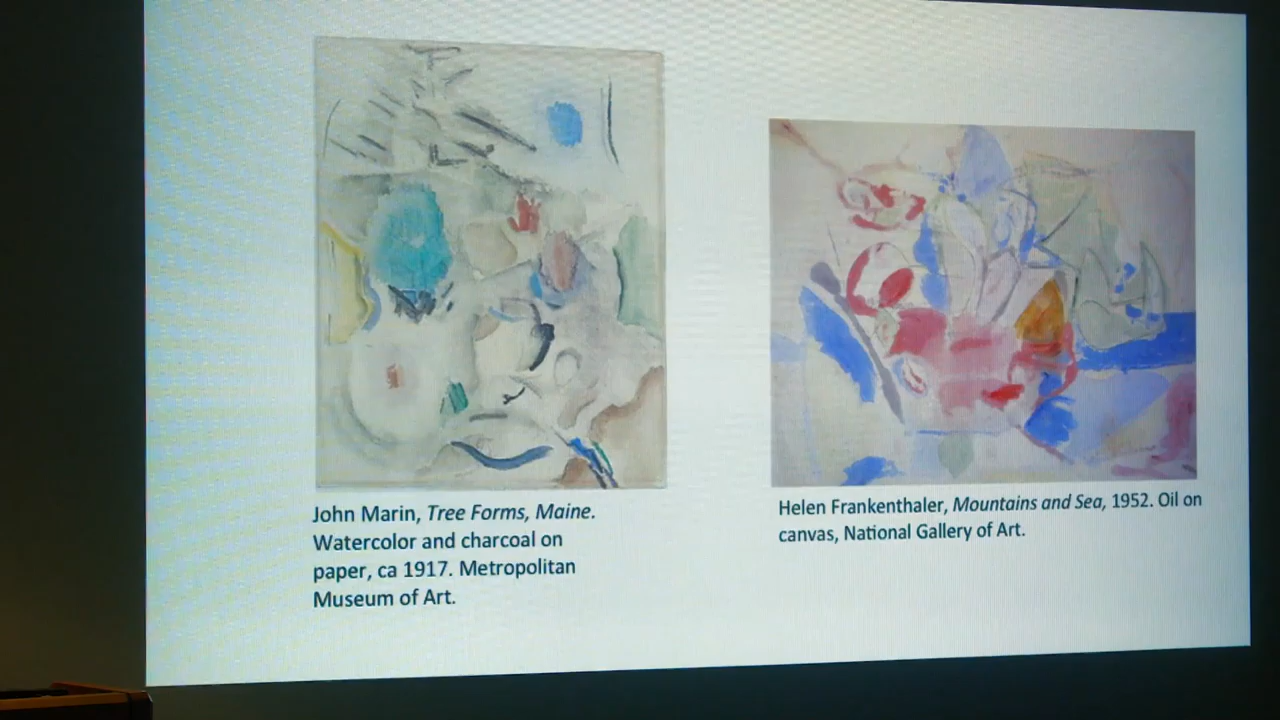 John Marin, Tree Forms, Maine.
Watercolor and charcoal on
paper, ca 1917. Metropolitan
Museum of Art.
Helen Frankenthaler, Mountains and Sea, 1952. Oil on
canvas, National Gallery of Art.